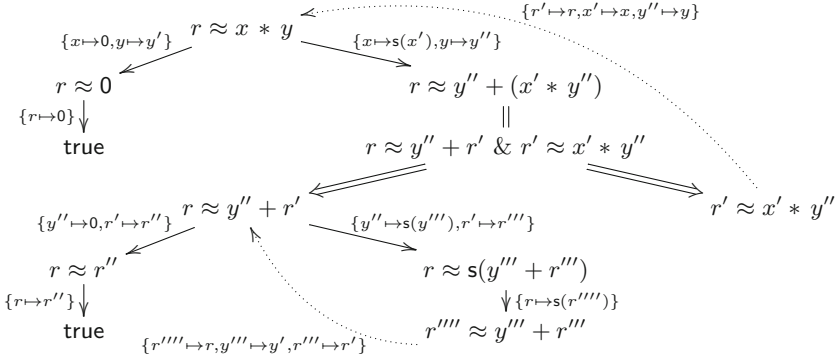 {r′↦r,x′↦x,y″↦y}
r ≈ x * y
{x↦0,y↦y′} {x↦s(x′),y↦y″}
r ≈ 0 r ≈ y″ + (x′ * y″)
{r↦0} ||
true r ≈ y″ + r′ & r′ ≈ x′ * y″
r ≈ y″ + r′ r′ ≈ x′ * y″
{y″↦0,r′↦r″} {y″↦s(y‴),r′↦r‴}
r ≈ r″ r ≈ s(y‴ + r‴)
{r↦r″} {r↦s(r⁗)}
true r⁗ ≈ y‴ + r‴
{r⁗↦r,y‴↦y′,r‴↦r′}